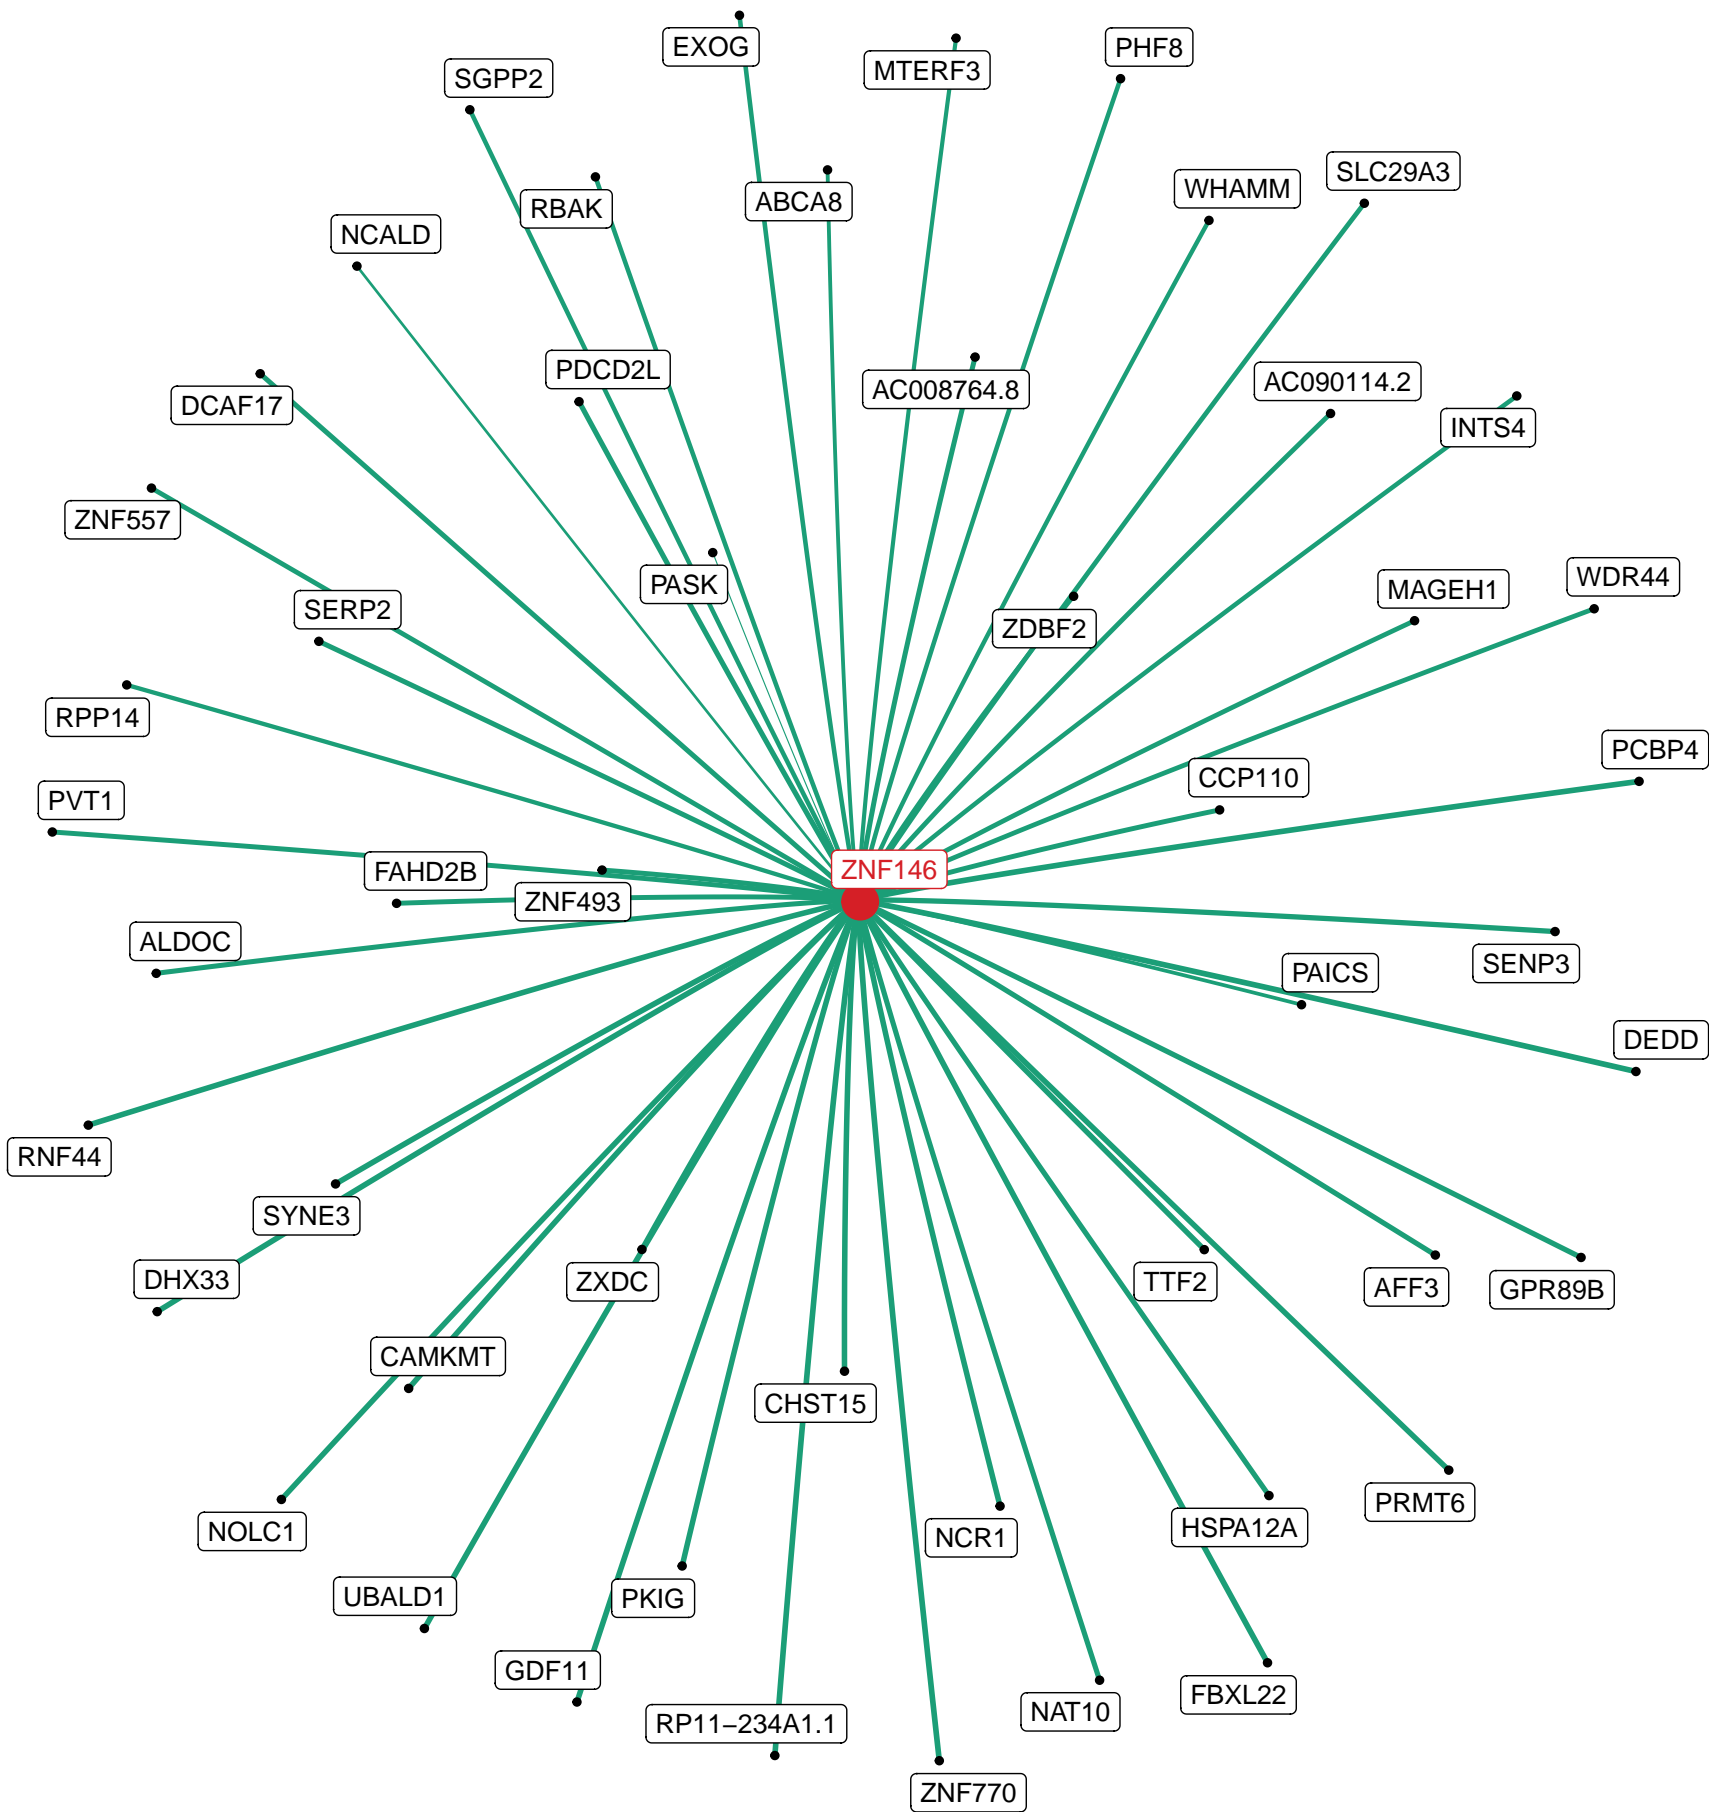 EXOG
PHF8
MTERF3
SGPP2
SLC29A3
WHAMM
ABCA8
RBAK
NCALD
PDCD2L
AC090114.2
AC008764.8
DCAF17
INTS4
ZNF557
WDR44
PASK
MAGEH1
SERP2
ZDBF2
RPP14
PCBP4
CCP110
PVT1
ZNF146
FAHD2B
ZNF493
ALDOC
SENP3
PAICS
DEDD
RNF44
SYNE3
DHX33
ZXDC
TTF2
AFF3
GPR89B
CAMKMT
CHST15
PRMT6
HSPA12A
NOLC1
NCR1
UBALD1
PKIG
GDF11
FBXL22
NAT10
RP11−234A1.1
ZNF770